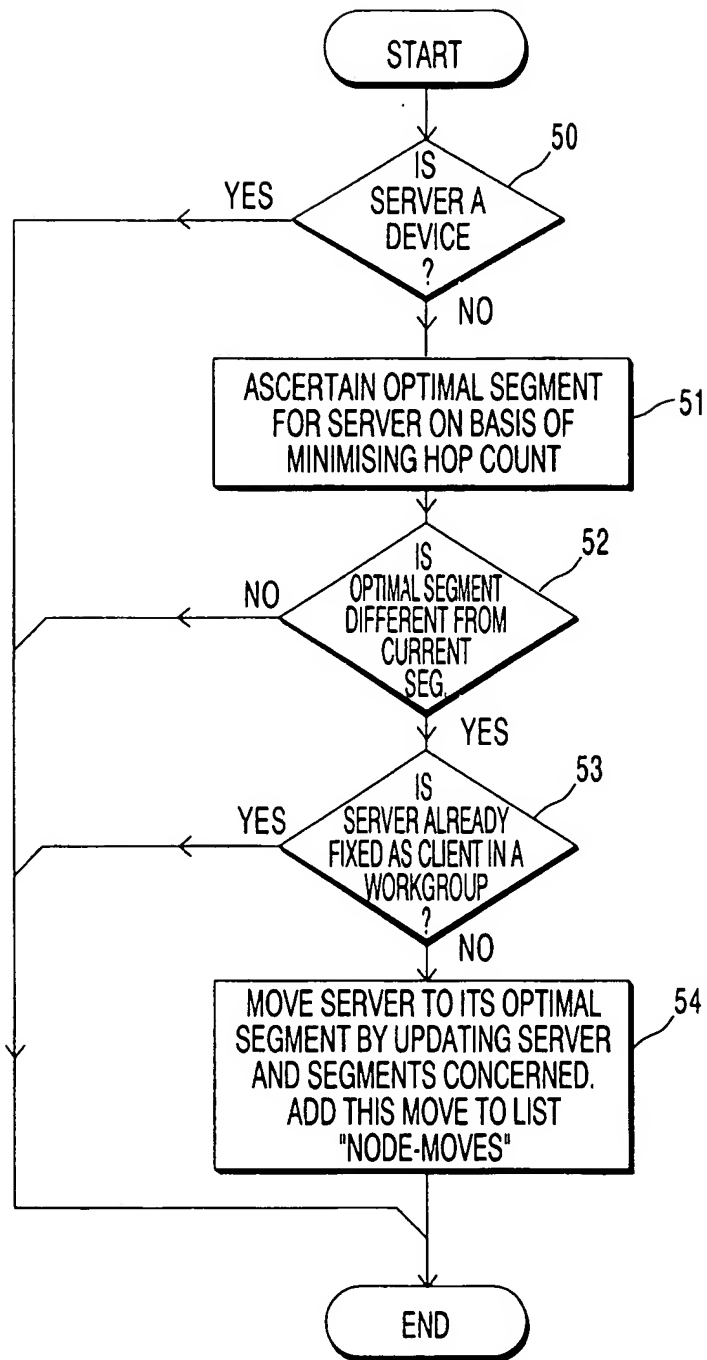 START
50
IS
SERVER A
DEVICE
?
YES
NO
ASCERTAIN OPTIMAL SEGMENT
FOR SERVER ON BASIS OF
MINIMISING HOP COUNT
51
52
IS
OPTIMAL SEGMENT
DIFFERENT FROM
CURRENT
SEG.
NO
YES
53
IS
SERVER ALREADY
FIXED AS CLIENT IN A
WORKGROUP
?
YES
NO
MOVE SERVER TO ITS OPTIMAL
SEGMENT BY UPDATING SERVER
AND SEGMENTS CONCERNED.
ADD THIS MOVE TO LIST
"NODE-MOVES"
54
END